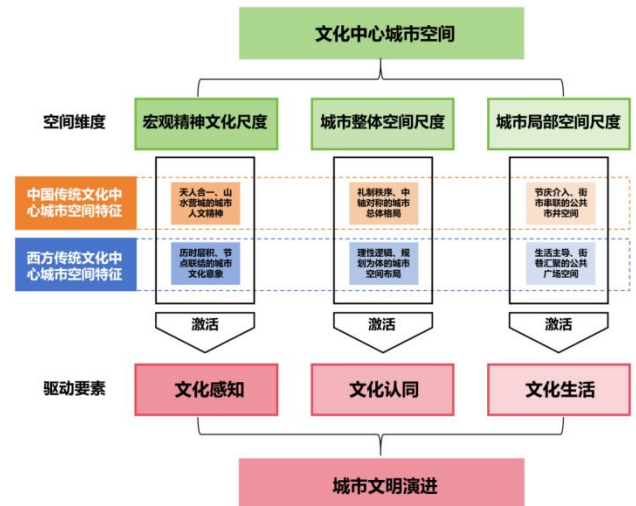 文化中心城市空间
空间维度
宏观精神文化尺度
城市整体空间尺度
城市局部空间尺度
中国传统文化中
心城市空间特征
天人合一、山
水营城的城市
人文精神
礼制秩序、中
轴对称的城市
总体格局
节庆介入、街
市串联的公共
市井空间
西方传统文化中
心城市空间特征
历时层积、节
点联结的城市
文化意象
理性逻辑、规
划为体的城市
空间布局
生活主导、街
巷汇聚的公共
广场空间
激活
激活
激活
驱动要素
文化感知
文化认同
文化生活
城市文明演进